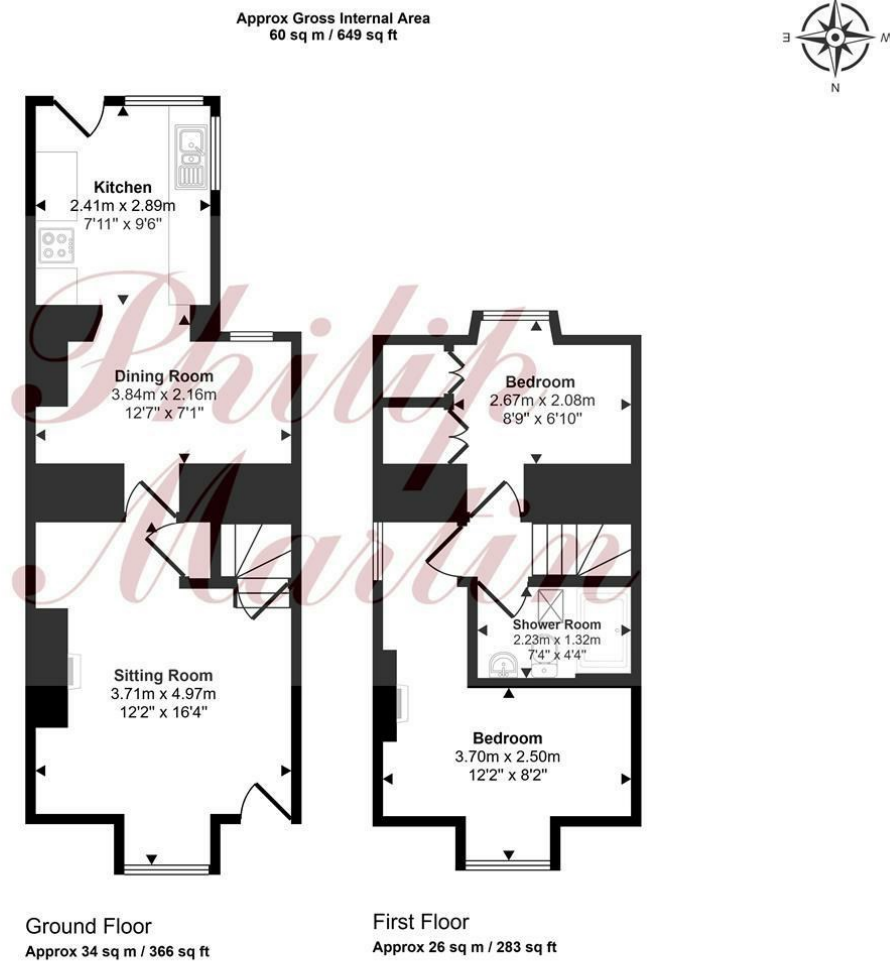 Approx Gross Internal Area
60 sq m / 649 sq ft
E
W
N
Kitchen
2.41m x 2.89m
7'11" x 9'6"
Dining Room
3.84m x 2.16m
12'7" x 7'1"
Sitting Room
3.71m x 4.97m
12'2" x 16'4"
Bedroom
2.67m x 2.08m
8'9" x 6'10"
Shower Room
2.23m x 1.32m
7'4" x 4'4"
Bedroom
3.70m x 2.50m
12'2" x 8'2"
Philip
Martin
Ground Floor
Approx 34 sq m / 366 sq ft
First Floor
Approx 26 sq m / 283 sq ft